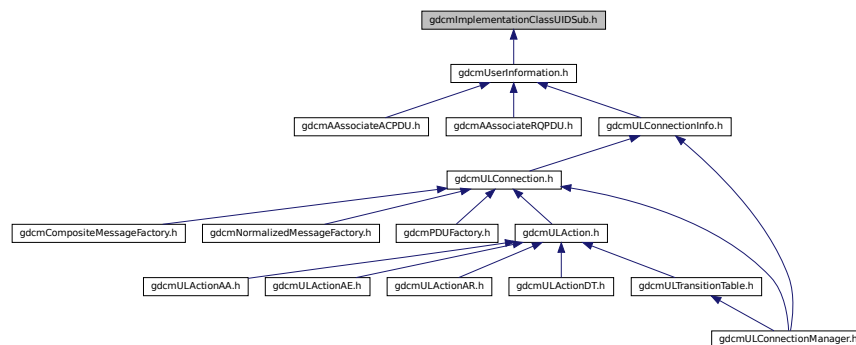 gdcmImplementationClassUIDSub.h
gdcmUserInformation.h
gdcmAAssociateACPDU.h
gdcmAAssociateRQPDU.h
gdcmULConnectionInfo.h
gdcmULConnection.h
gdcmCompositeMessageFactory.h
gdcmNormalizedMessageFactory.h
gdcmPDUFactory.h
gdcmULAction.h
gdcmULActionAA.h
gdcmULActionAE.h
gdcmULActionAR.h
gdcmULActionDT.h
gdcmULTransitionTable.h
gdcmULConnectionManager.h